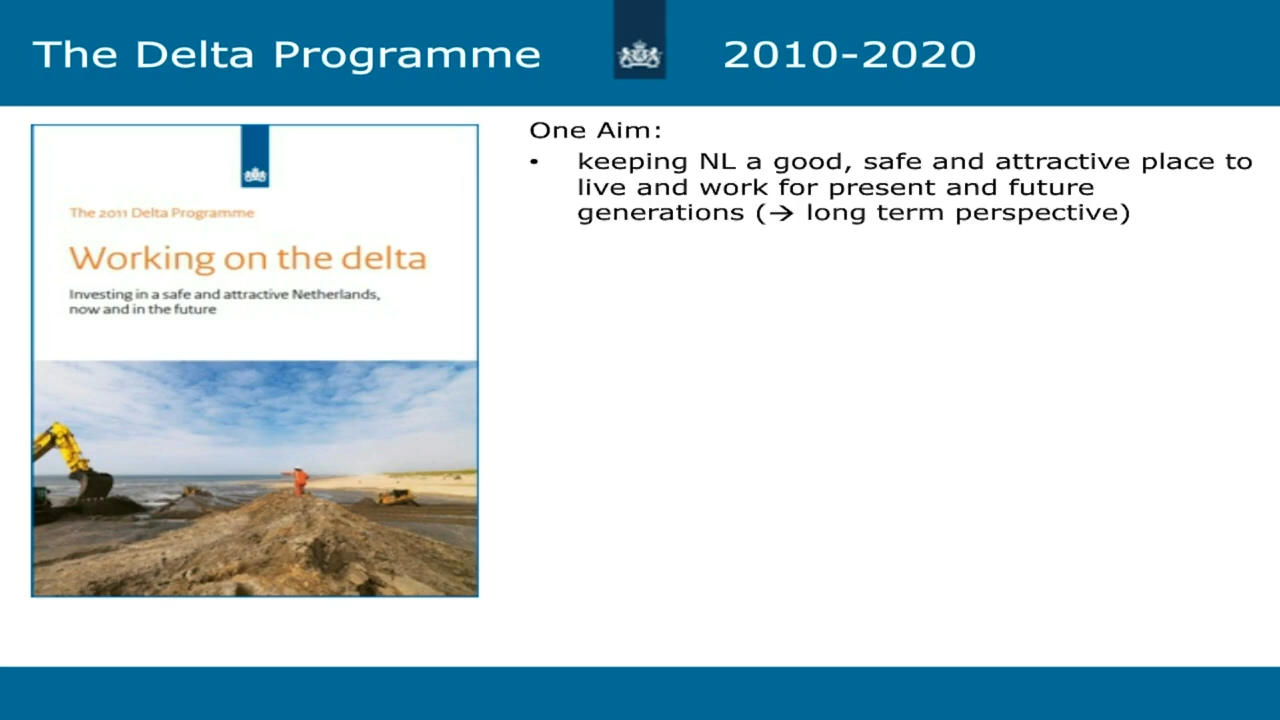 The Delta Programme 2010-2020
The 2011 Delta Programme
Working on the delta
Investing in a safe and attractive Netherlands,
now and in the future
One Aim:
• keeping NL a good, safe and attractive place to
live and work for present and future
generations (→ long term perspective)